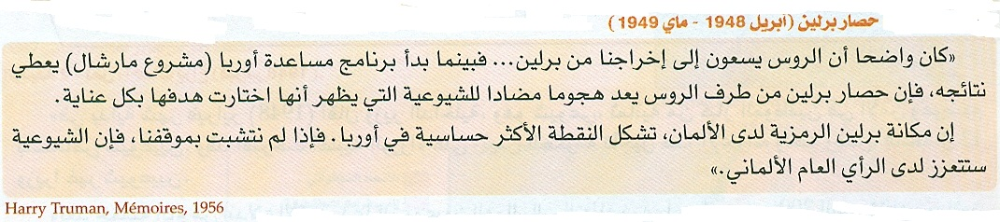 حصار برلين (أبريل 1948 - ماي 1949)
«كان واضحا أن الروس يسعون إلى إخراجنا من برلين... فبينما بدأ برنامج مساعدة أوربا (مشروع مارشال) يعطي
نتائجه، فإن حصار برلين من طرف الروس يعد هجوما مضادا للشيوعية التي يظهر أنها اختارت هدفها بكل عناية.
إن مكانة برلين الرمزية لدى الألمان، تشكل النقطة الأكثر حساسية في أوربا. فإذا لم نتشبت بموقفنا، فإن الشيوعية
ستتعزز لدى الرأي العام الألماني.»
Harry Truman, Mémoires, 1956